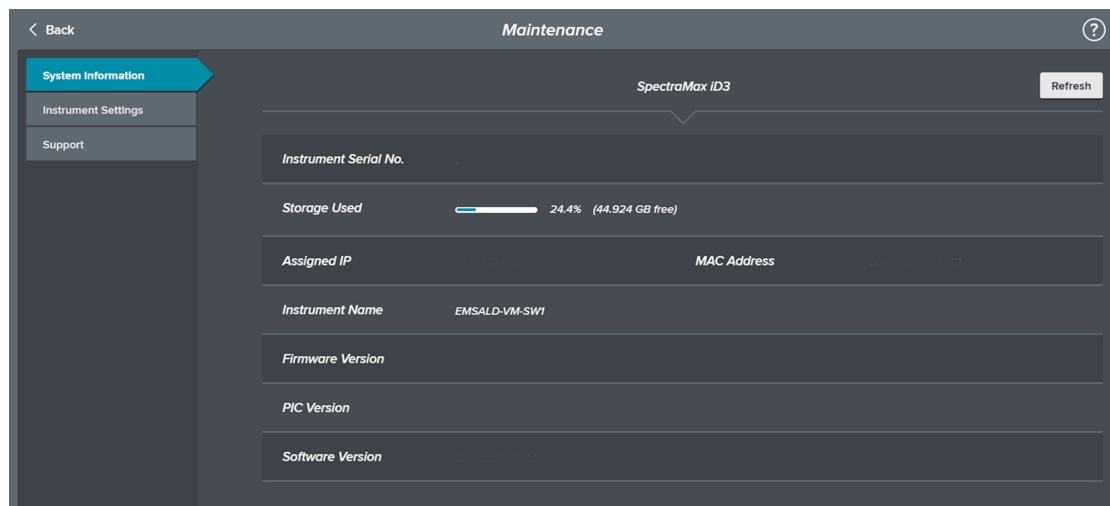 Back
Maintenance
?
System Information
Instrument Settings
Support
SpectraMax iD3
Refresh
Instrument Serial No.
Storage Used 24.4% (44.924 GB free)
Assigned IP MAC Address
Instrument Name EMSALD-VM-SW1
Firmware Version
PIC Version
Software Version